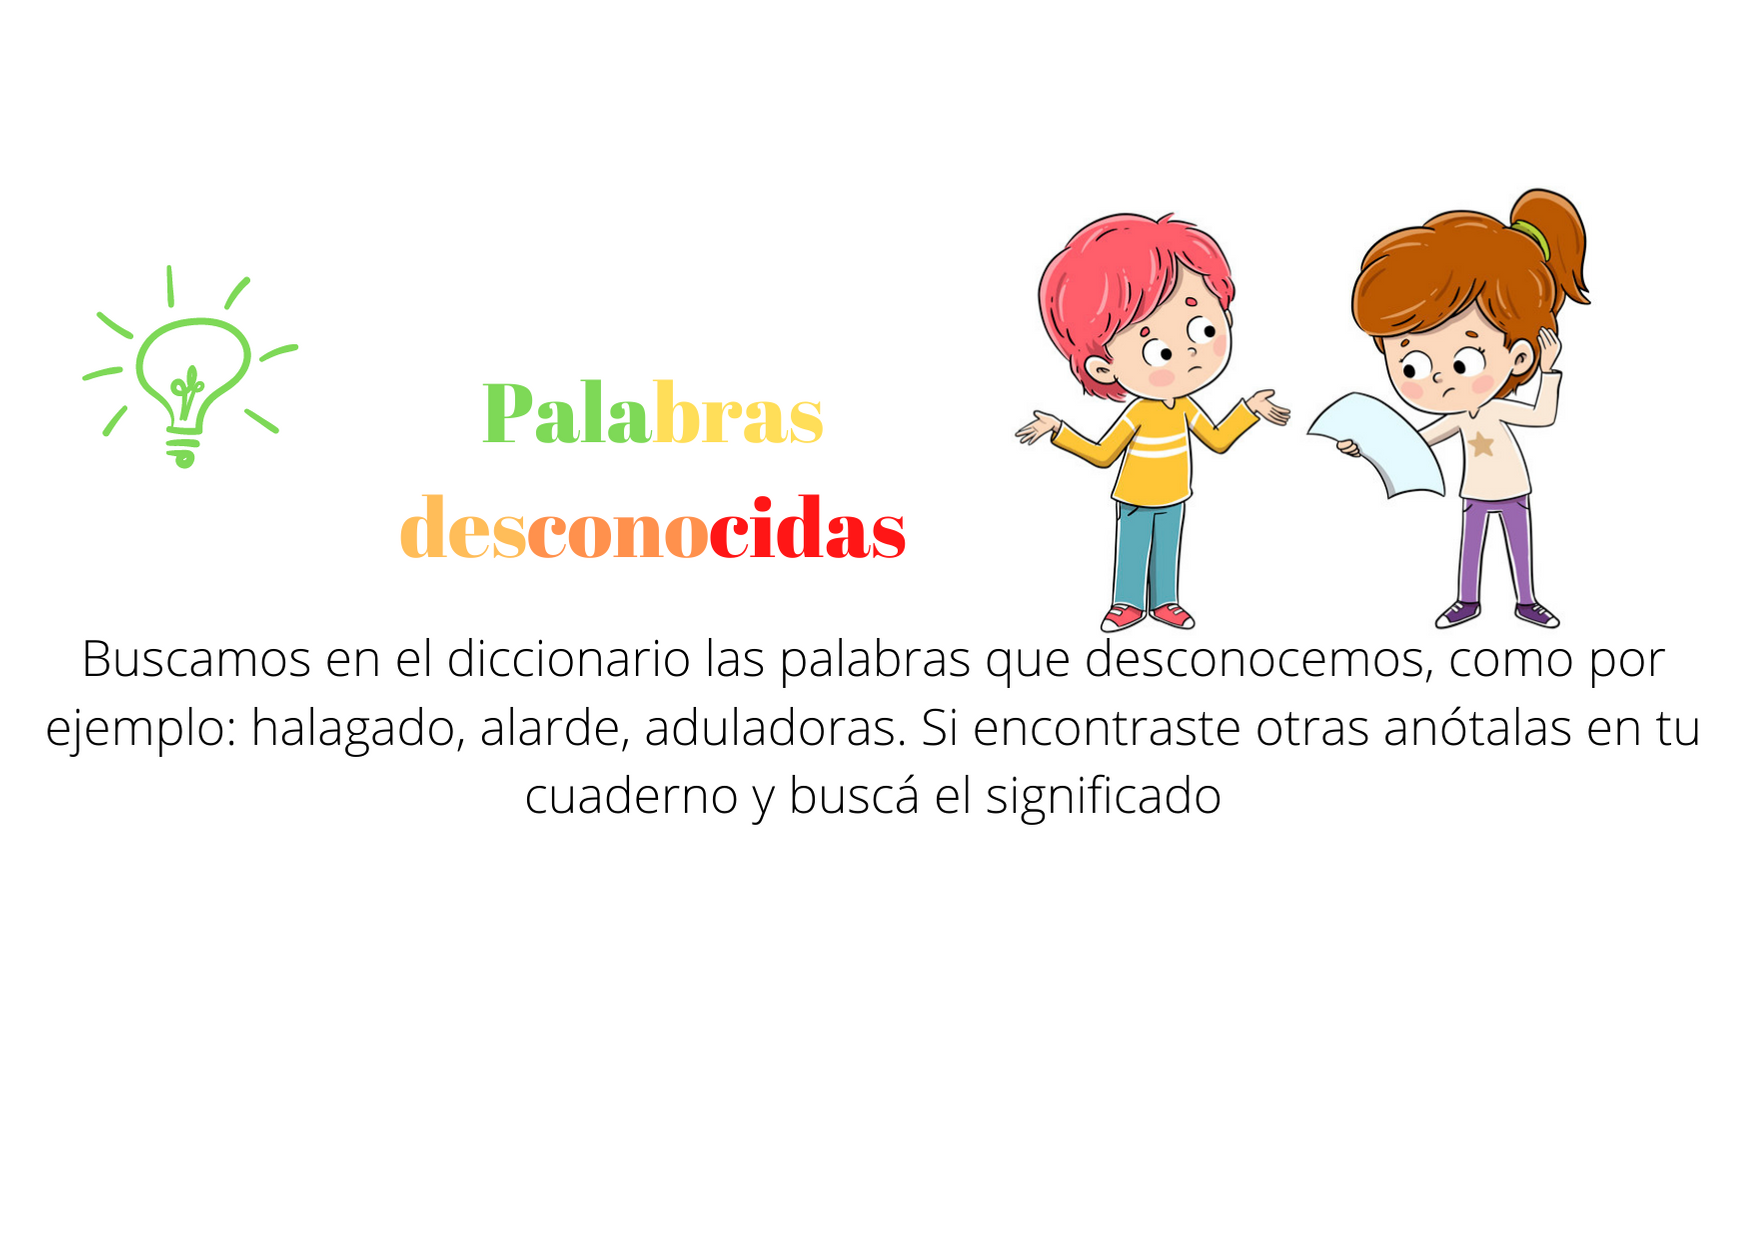 Palabras
desconocidas
Buscamos en el diccionario las palabras que desconocemos, como por
ejemplo: halagado, alarde, aduladoras. Si encontraste otras anótalas en tu
cuaderno y buscá el significado